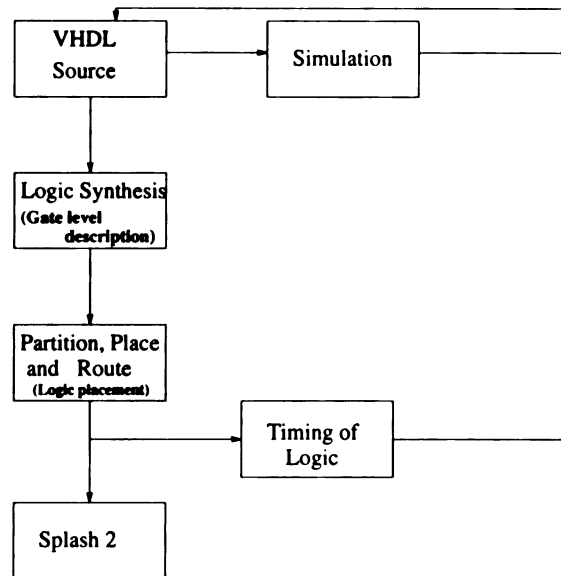 VHDL
Source
Simulation
Logic Synthesis
(Gate level
description)
Partition, Place
and Route
(Logic placement)
Timing of
Logic
Splash 2